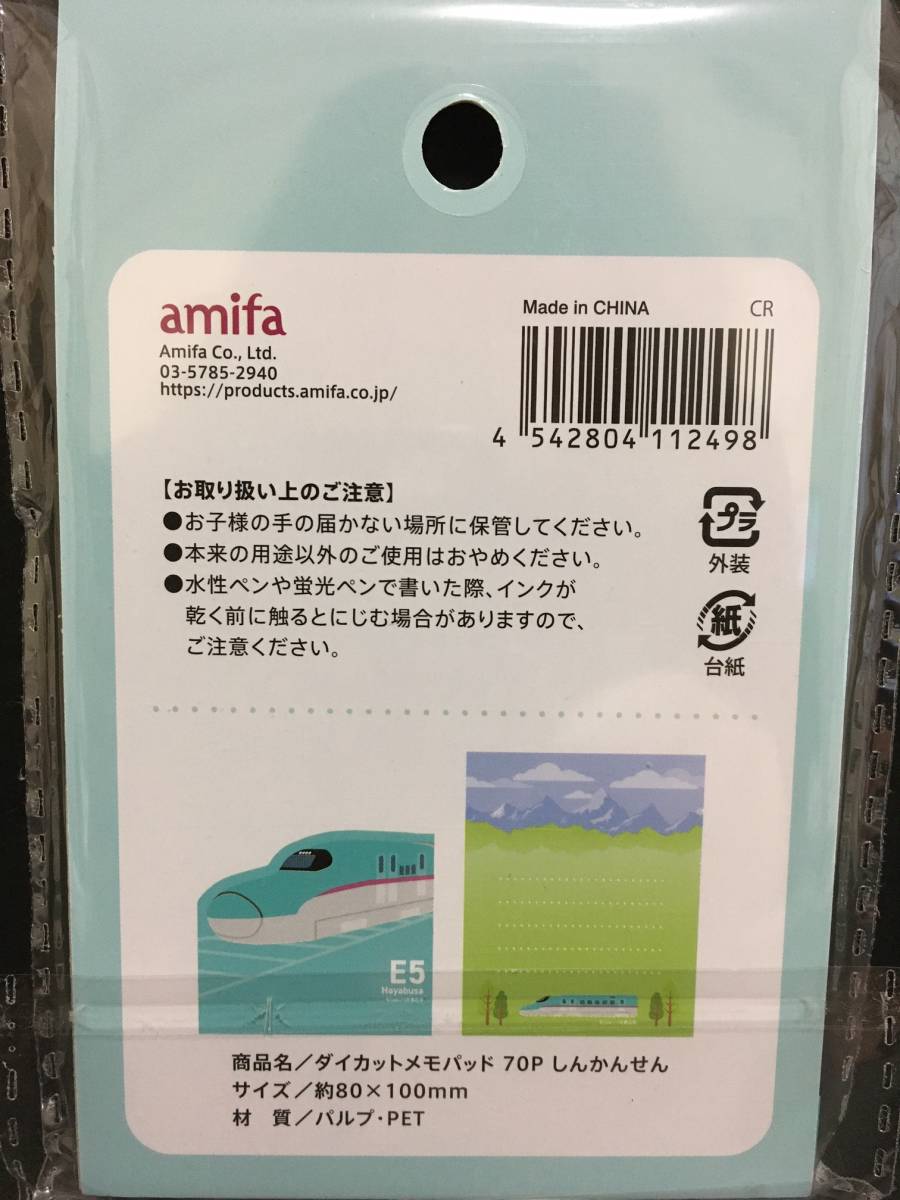 amifa
Amifa Co., Ltd.
03-5785-2940
https://products.amifa.co.jp/
Made in CHINA
CR
4 542804 112498
【お取り扱い上のご注意】
●お子様の手の届かない場所に保管してください。
●本来の用途以外のご使用はおやめください。
●水性ペンや蛍光ペンで書いた際、インクが
乾く前に触るとにじむ場合がありますので、
ご注意ください。
プラ
外装
紙
台紙
E5
Hayabusa
商品名／ダイカットメモパッド 70P しんかんせん
サイズ／約80×100mm
材　質／パルプ・PET